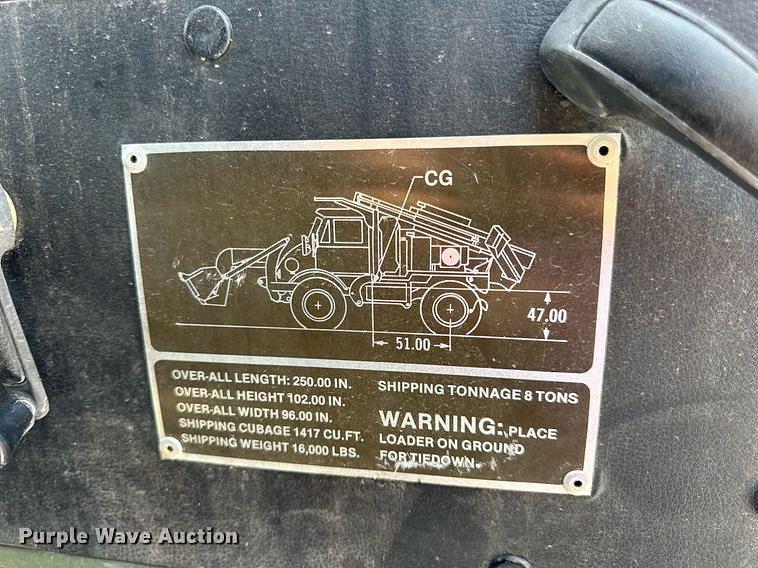 CG
47.00
51.00
OVER-ALL LENGTH: 250.00 IN.
OVER-ALL HEIGHT 102.00 IN.
OVER-ALL WIDTH 96.00 IN.
SHIPPING CUBAGE 1417 CU.FT.
SHIPPING WEIGHT 16,000 LBS.
SHIPPING TONNAGE 8 TONS
WARNING: PLACE
LOADER ON GROUND
FOR TIEDOWN.
Purple Wave Auction